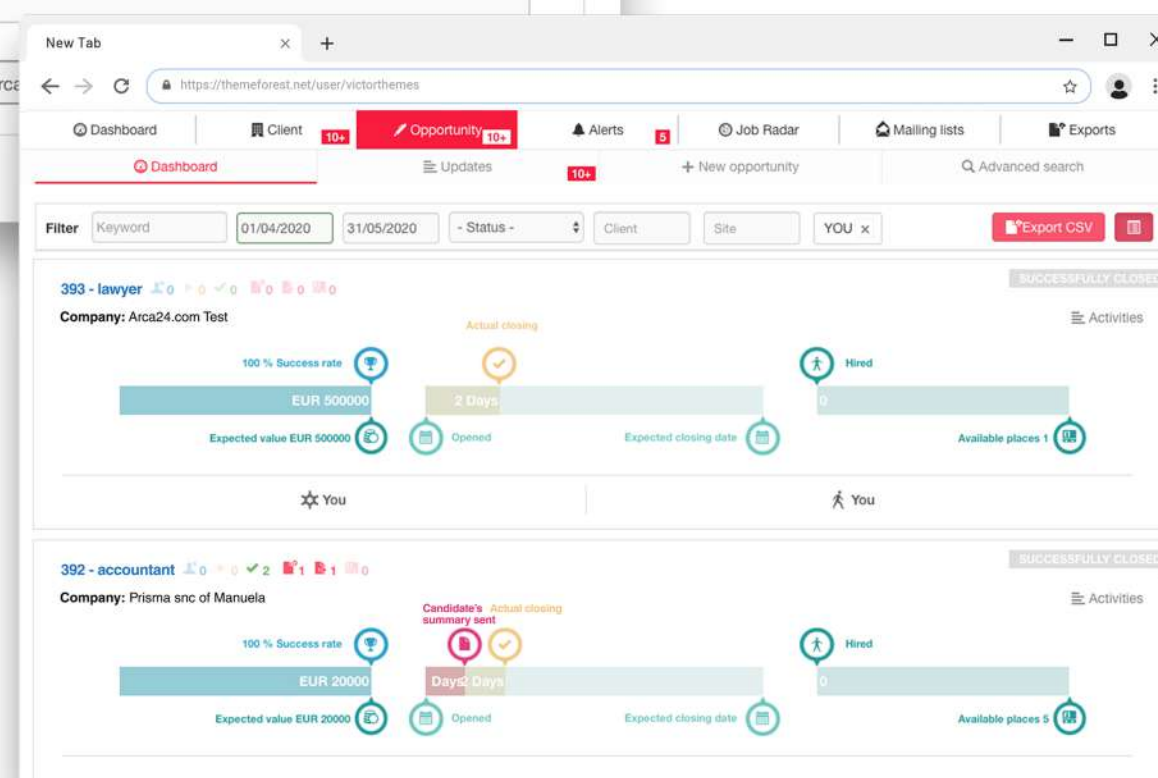 New Tab
rca
https://themeforest.net/user/victorthemes
Dashboard Client 10+ Opportunity 10+ Alerts 5 Job Radar Mailing lists Exports
Dashboard Updates 10+ + New opportunity Advanced search
Filter Keyword 01/04/2020 31/05/2020 - Status - Client Site YOU × Export CSV
SUCCESSFULLY CLOSED
393 - lawyer 0 0 0 0 0 0
Company: Arca24.com Test Activities
Actual closing
100 % Success rate Hired
EUR 500000 2 Days 0
Expected value EUR 500000 Opened Expected closing date Available places 1
You You
SUCCESSFULLY CLOSED
392 - accountant 0 0 2 1 1 0
Company: Prisma snc of Manuela Activities
Candidate's Actual closing
summary sent
100 % Success rate Hired
EUR 20000 Days 2 Days 0
Expected value EUR 20000 Opened Expected closing date Available places 5